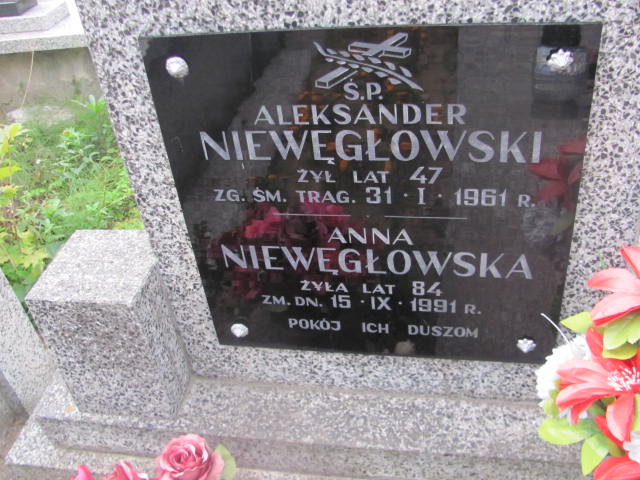 Ś.P.
ALEKSANDER
NIEWĘGŁOWSKI
ŻYŁ LAT 47
ZG. ŚM. TRAG. 31 · I · 1961 R.
ANNA
NIEWĘGŁOWSKA
ŻYŁA LAT 84
ZM. DN. 15 · IX · 1991 R.
POKÓJ ICH DUSZOM